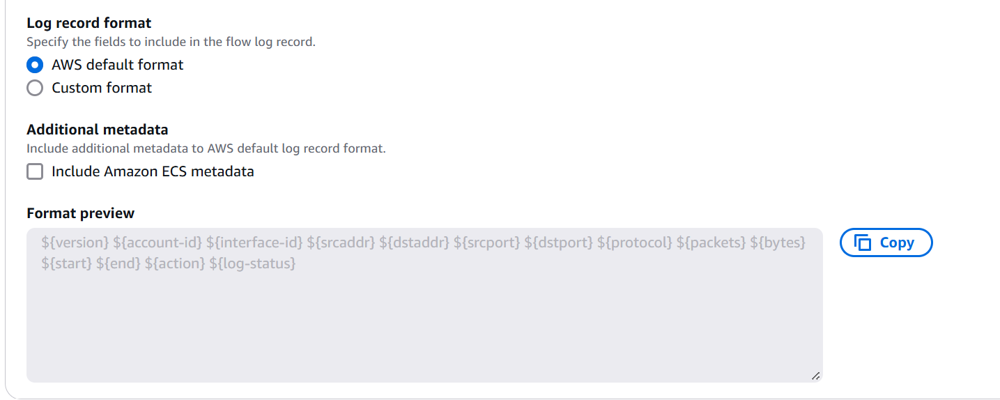 Log record format
Specify the fields to include in the flow log record.
AWS default format
Custom format
Additional metadata
Include additional metadata to AWS default log record format.
Include Amazon ECS metadata
Format preview
${version} ${account-id} ${interface-id} ${srcaddr} ${dstaddr} ${srcport} ${dstport} ${protocol} ${packets} ${bytes}
${start} ${end} ${action} ${log-status}
Copy